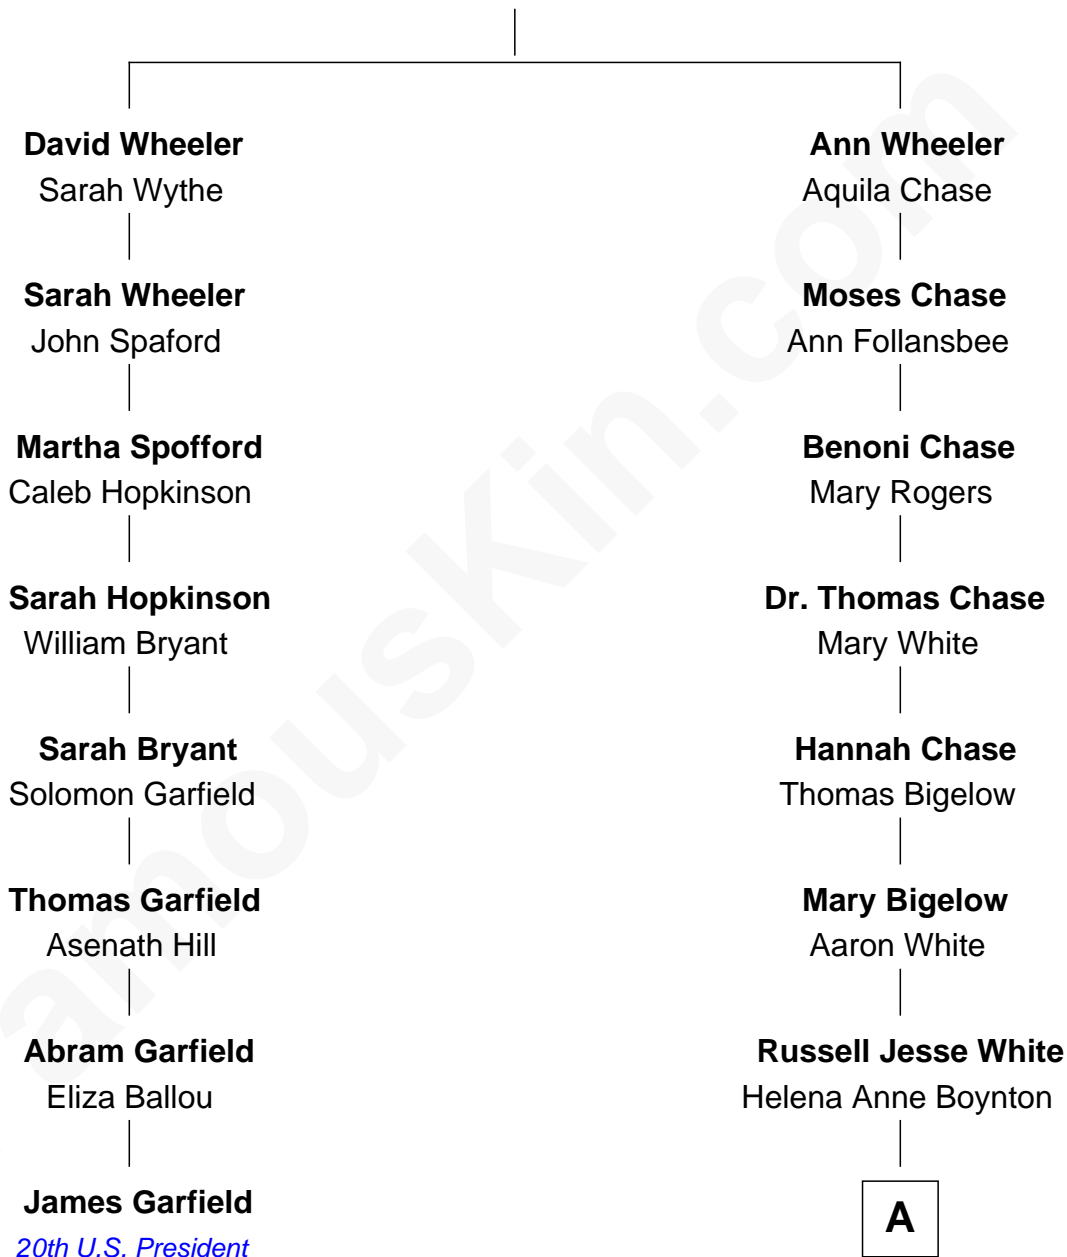 David Wheeler
Sarah Wythe
Sarah Wheeler
John Spaford
Martha Spofford
Caleb Hopkinson
Sarah Hopkinson
William Bryant
Sarah Bryant
Solomon Garfield
Thomas Garfield
Asenath Hill
Abram Garfield
Eliza Ballou
James Garfield
20th U.S. President
Ann Wheeler
Aquila Chase
Moses Chase
Ann Follansbee
Benoni Chase
Mary Rogers
Dr. Thomas Chase
Mary White
Hannah Chase
Thomas Bigelow
Mary Bigelow
Aaron White
Russell Jesse White
Helena Anne Boynton
A
amouskin.com